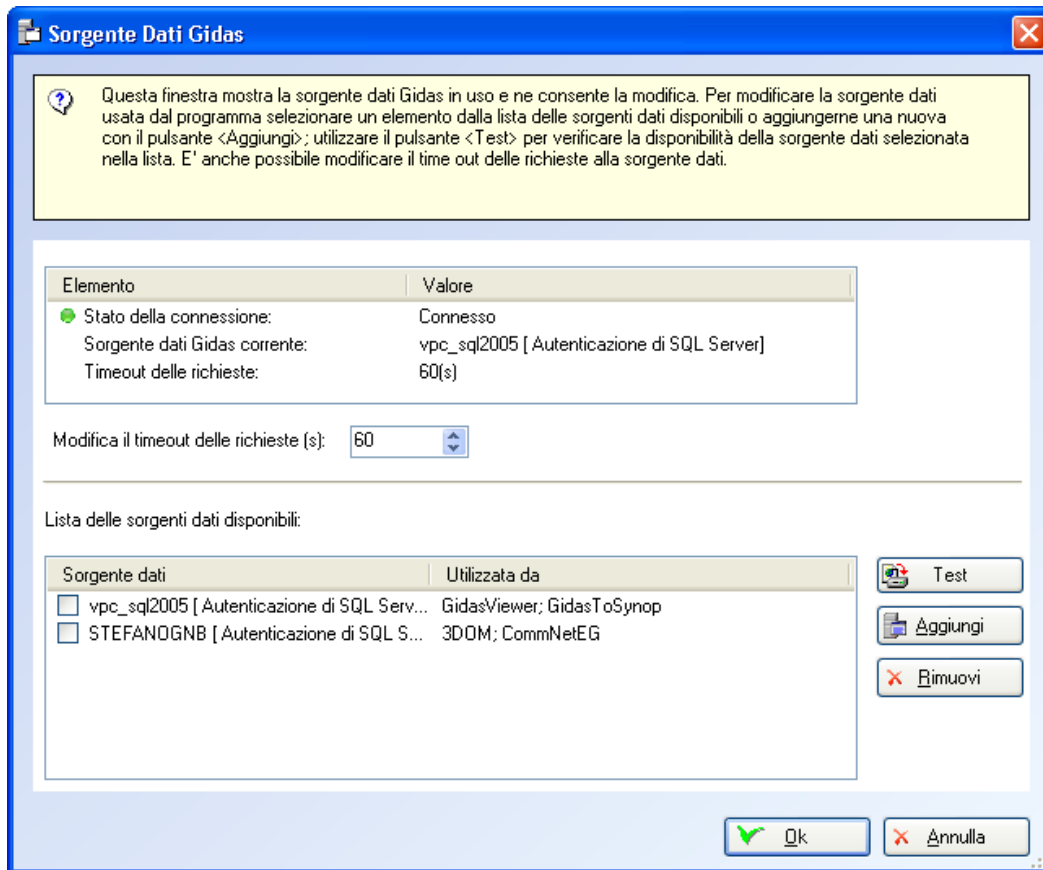 Sorgente Dati Gidas
Questa finestra mostra la sorgente dati Gidas in uso e ne consente la modifica. Per modificare la sorgente dati
usata dal programma selezionare un elemento dalla lista delle sorgenti dati disponibili o aggiungerne una nuova
con il pulsante <Aggiungi>; utilizzare il pulsante <Test> per verificare la disponibilità della sorgente dati selezionata
nella lista. E' anche possibile modificare il time out delle richieste alla sorgente dati.
Elemento Valore
Stato della connessione: Connesso
Sorgente dati Gidas corrente: vpc_sql2005 [ Autenticazione di SQL Server]
Timeout delle richieste: 60(s)
Modifica il timeout delle richieste (s): 60
Lista delle sorgenti dati disponibili:
Sorgente dati Utilizzata da
vpc_sql2005 [ Autenticazione di SQL Serv... GidasViewer; GidasToSynop
STEFANOGNB [ Autenticazione di SQL S... 3DOM; CommNetEG
Test
Aggiungi
Rimuovi
Ok Annulla